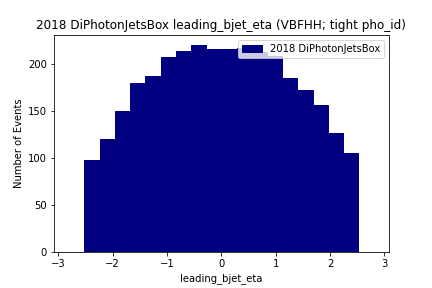 2018 DiPhotonJetsBox leading_bjet_eta (VBFHH; tight pho_id)
2018 DiPhotonJetsBox
Number of Events
200
150
100
50
0
−3 −2 −1 0 1 2 3
leading_bjet_eta